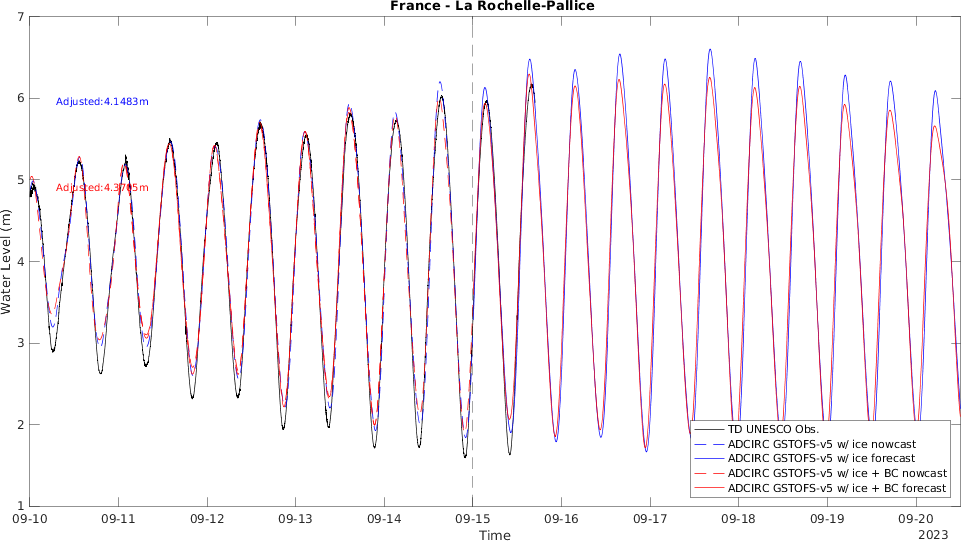 France - La Rochelle-Pallice
7
6
5
4
3
2
1
Water Level (m)
Adjusted:4.1483m
Adjusted:4.3705m
TD UNESCO Obs.
ADCIRC GSTOFS-v5 w/ ice nowcast
ADCIRC GSTOFS-v5 w/ ice forecast
ADCIRC GSTOFS-v5 w/ ice + BC nowcast
ADCIRC GSTOFS-v5 w/ ice + BC forecast
09-10 09-11 09-12 09-13 09-14 09-15 09-16 09-17 09-18 09-19 09-20
Time
2023